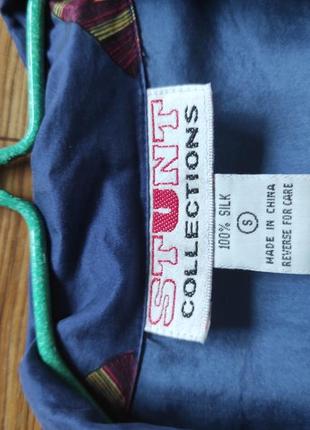 STUNT
COLLECTIONS
100% SILK
S
MADE IN CHINA
REVERSE FOR CARE